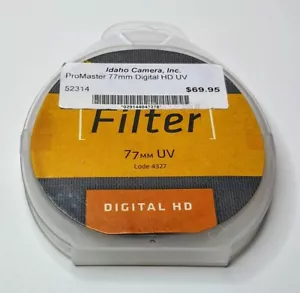 Idaho Camera, Inc.
ProMaster 77mm Digital HD UV
52314 $69.95
Filter
77MM UV
Code 4327
DIGITAL HD